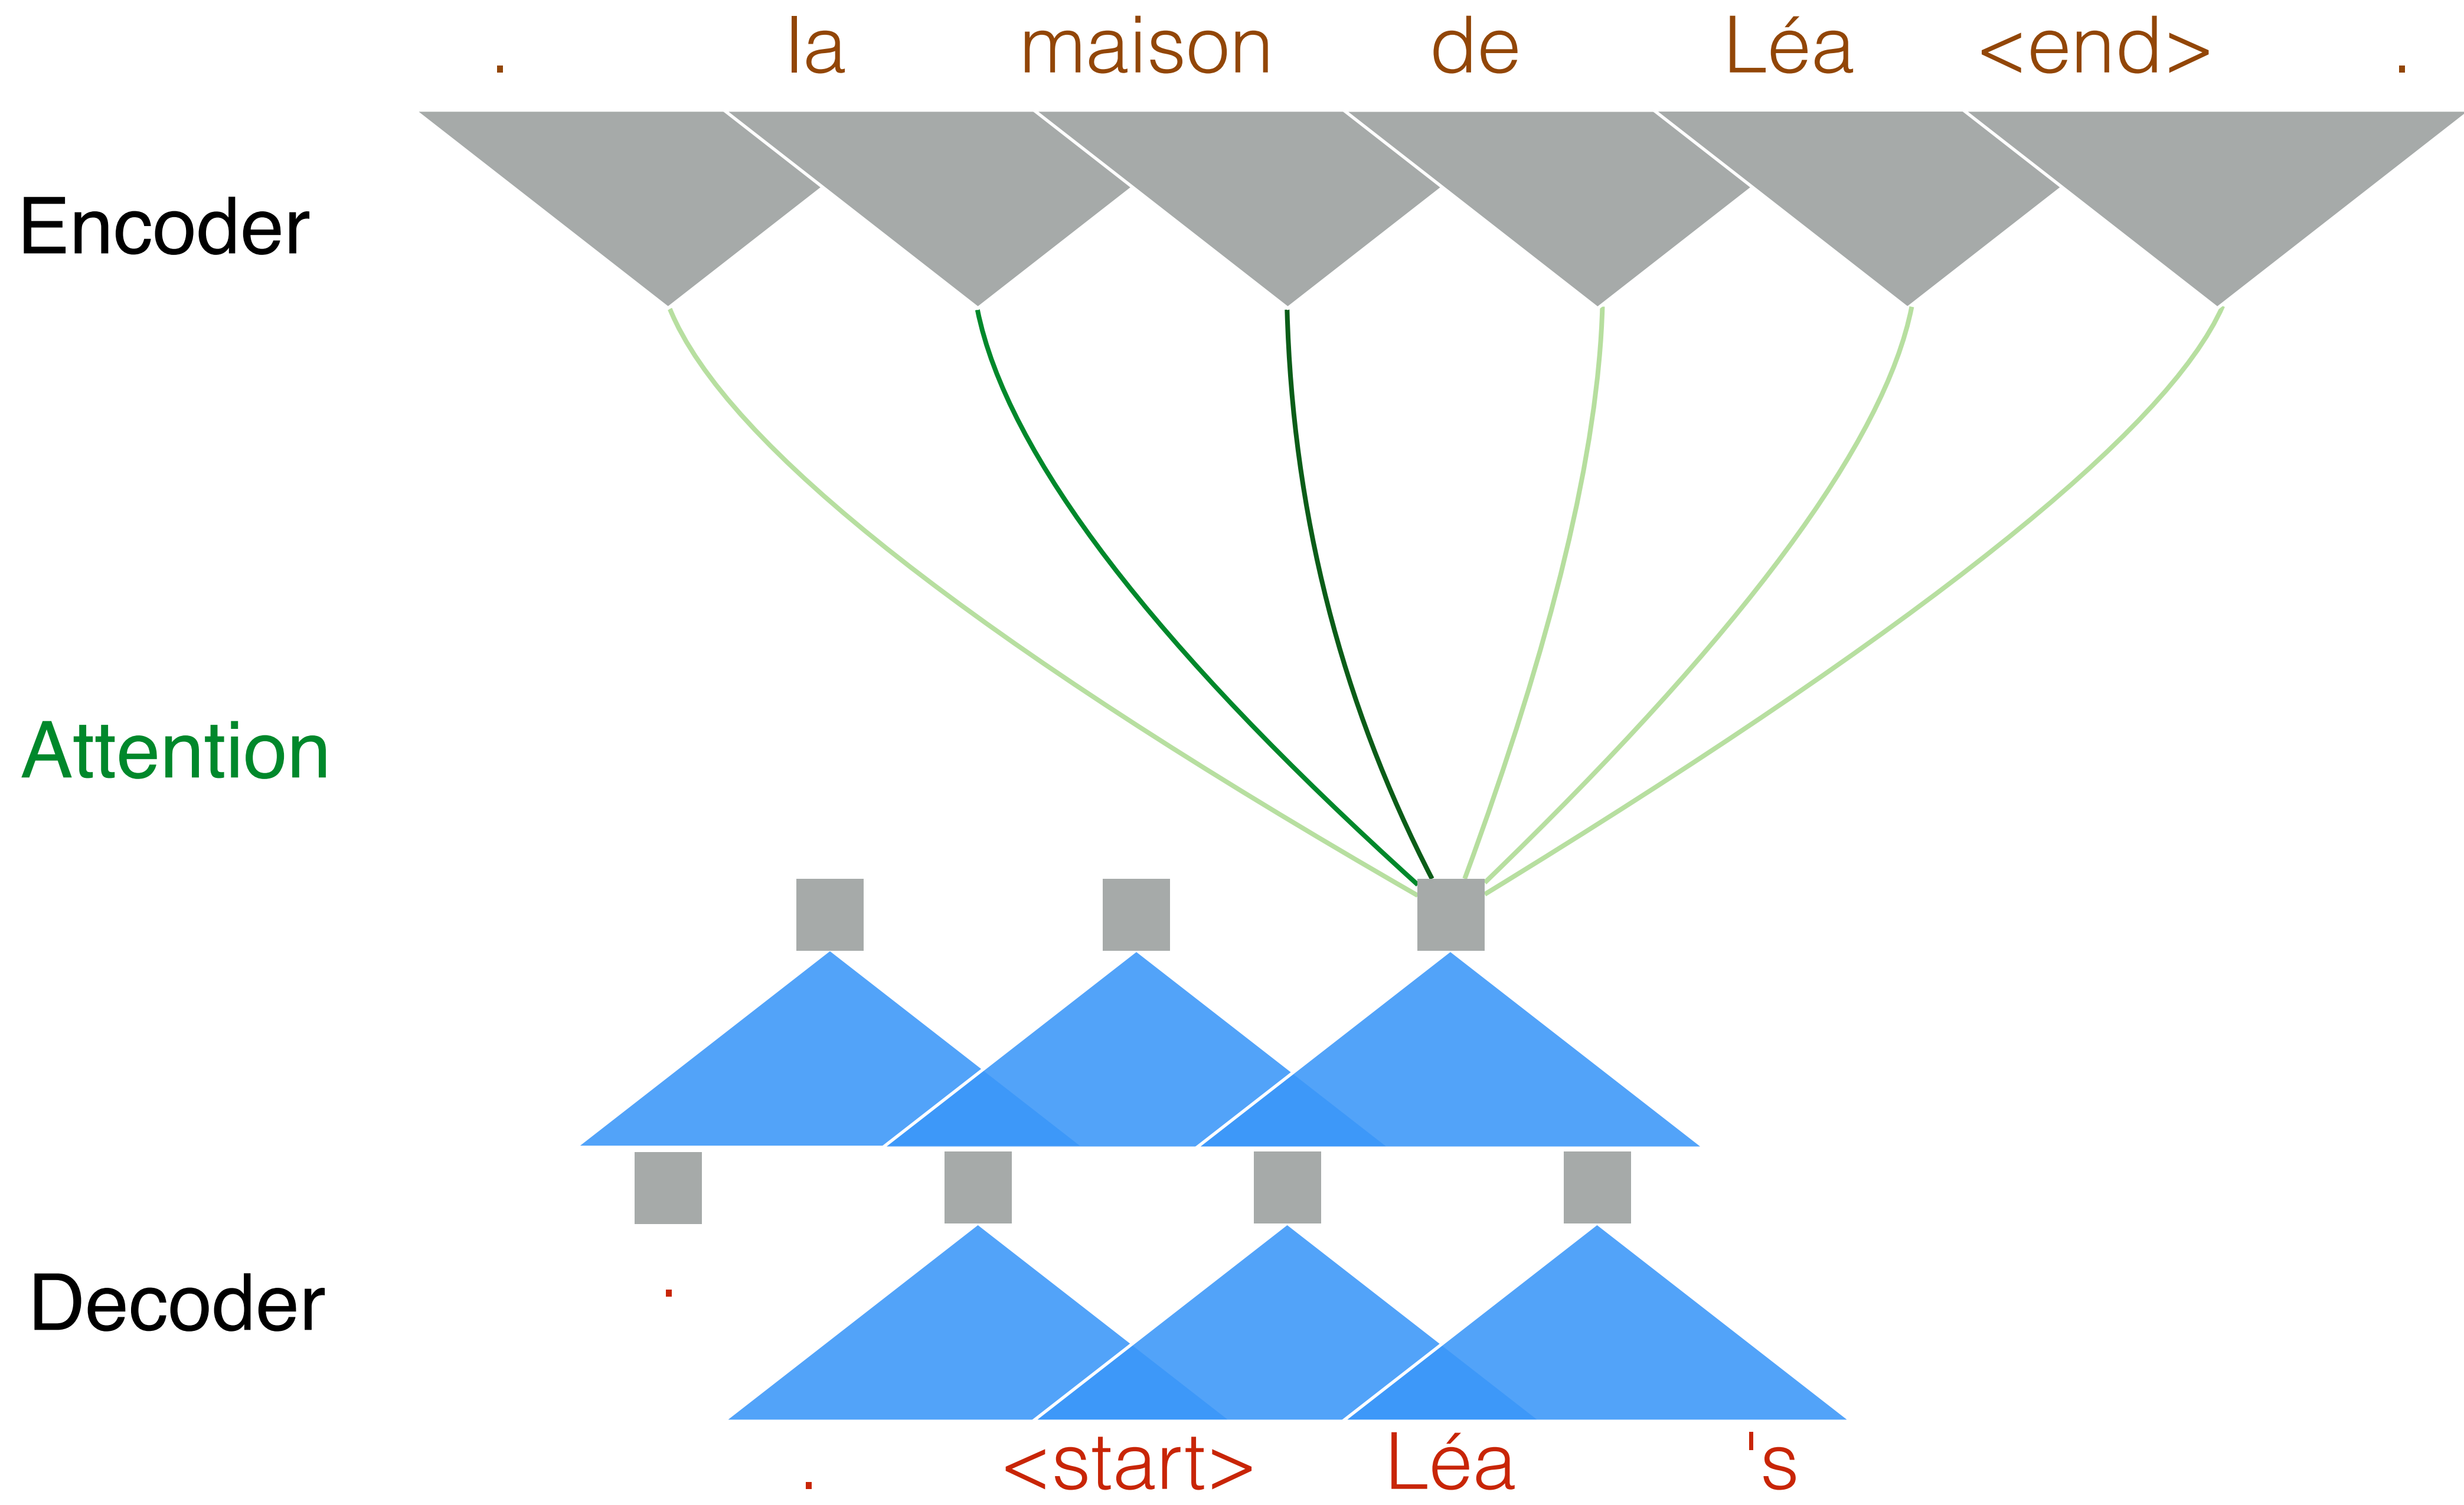 . la maison de Léa <end> .
Encoder
Attention
Decoder
.
. <start> Léa 's